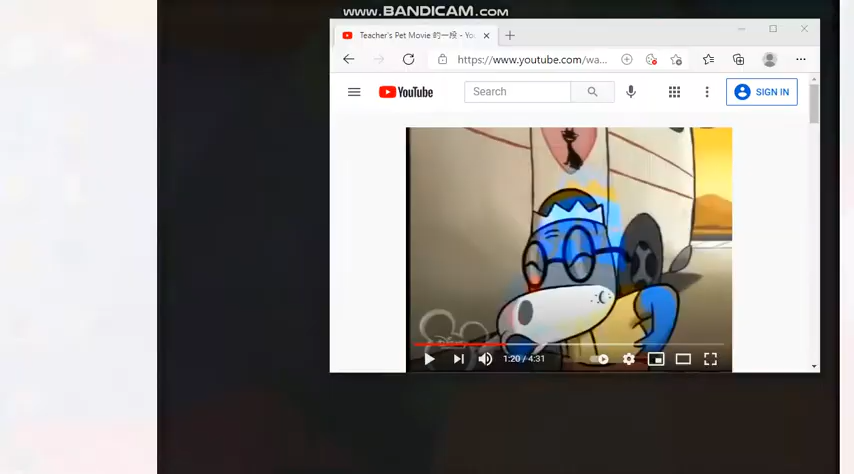 www.BANDICAM.com
Teacher's Pet Movie 的一段 - Yo
https://www.youtube.com/wa...
YouTube
Search
SIGN IN
1:20 / 4:31